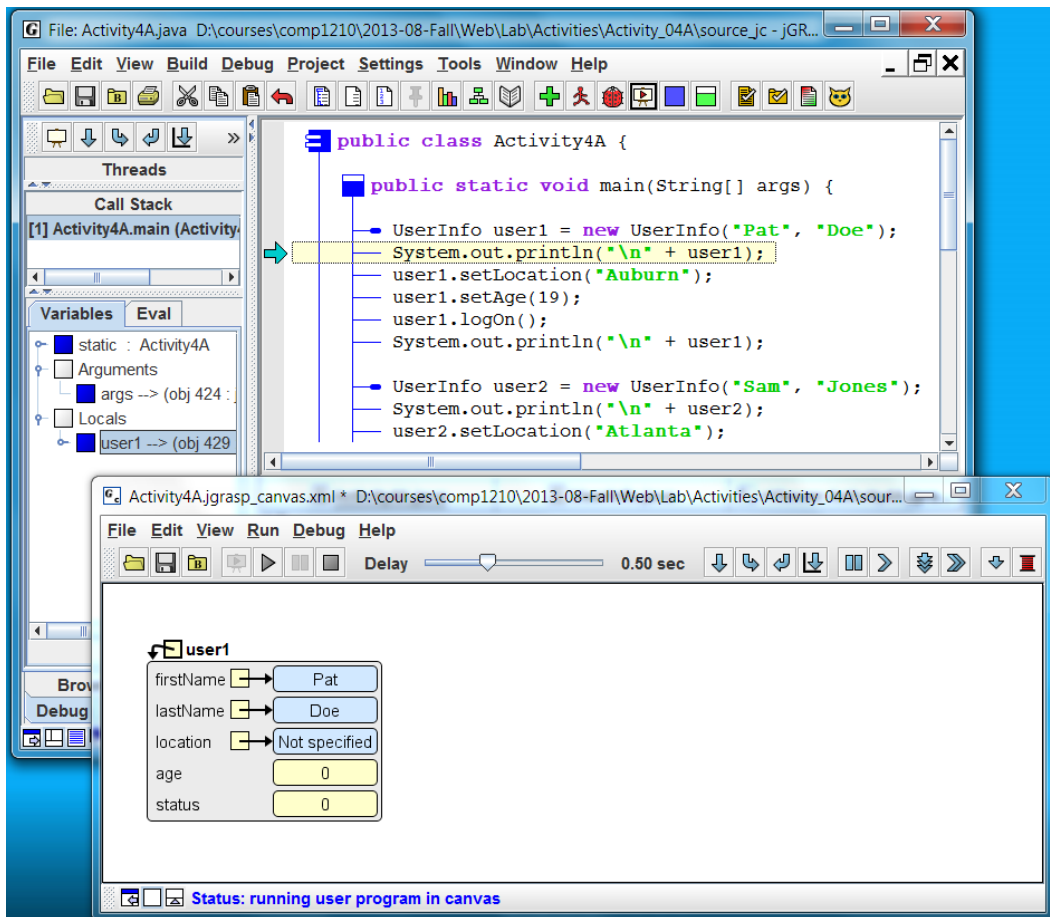 File: Activity4A.java D:\courses\comp1210\2013-08-Fall\Web\Lab\Activities\Activity_04A\source_jc - jGR...
File Edit View Build Debug Project Settings Tools Window Help
Threads
Call Stack
[1] Activity4A.main (Activity
Variables Eval
static : Activity4A
Arguments
args --> (obj 424 :
Locals
user1 --> (obj 429
public class Activity4A {
public static void main(String[] args) {
UserInfo user1 = new UserInfo("Pat", "Doe");
System.out.println("\n" + user1);
user1.setLocation("Auburn");
user1.setAge(19);
user1.logOn();
System.out.println("\n" + user1);
UserInfo user2 = new UserInfo("Sam", "Jones");
System.out.println("\n" + user2);
user2.setLocation("Atlanta");
Brow
Debug
Activity4A.jgrasp_canvas.xml * D:\courses\comp1210\2013-08-Fall\Web\Lab\Activities\Activity_04A\sour...
File Edit View Run Debug Help
Delay 0.50 sec
user1
firstName Pat
lastName Doe
location Not specified
age 0
status 0
Status: running user program in canvas